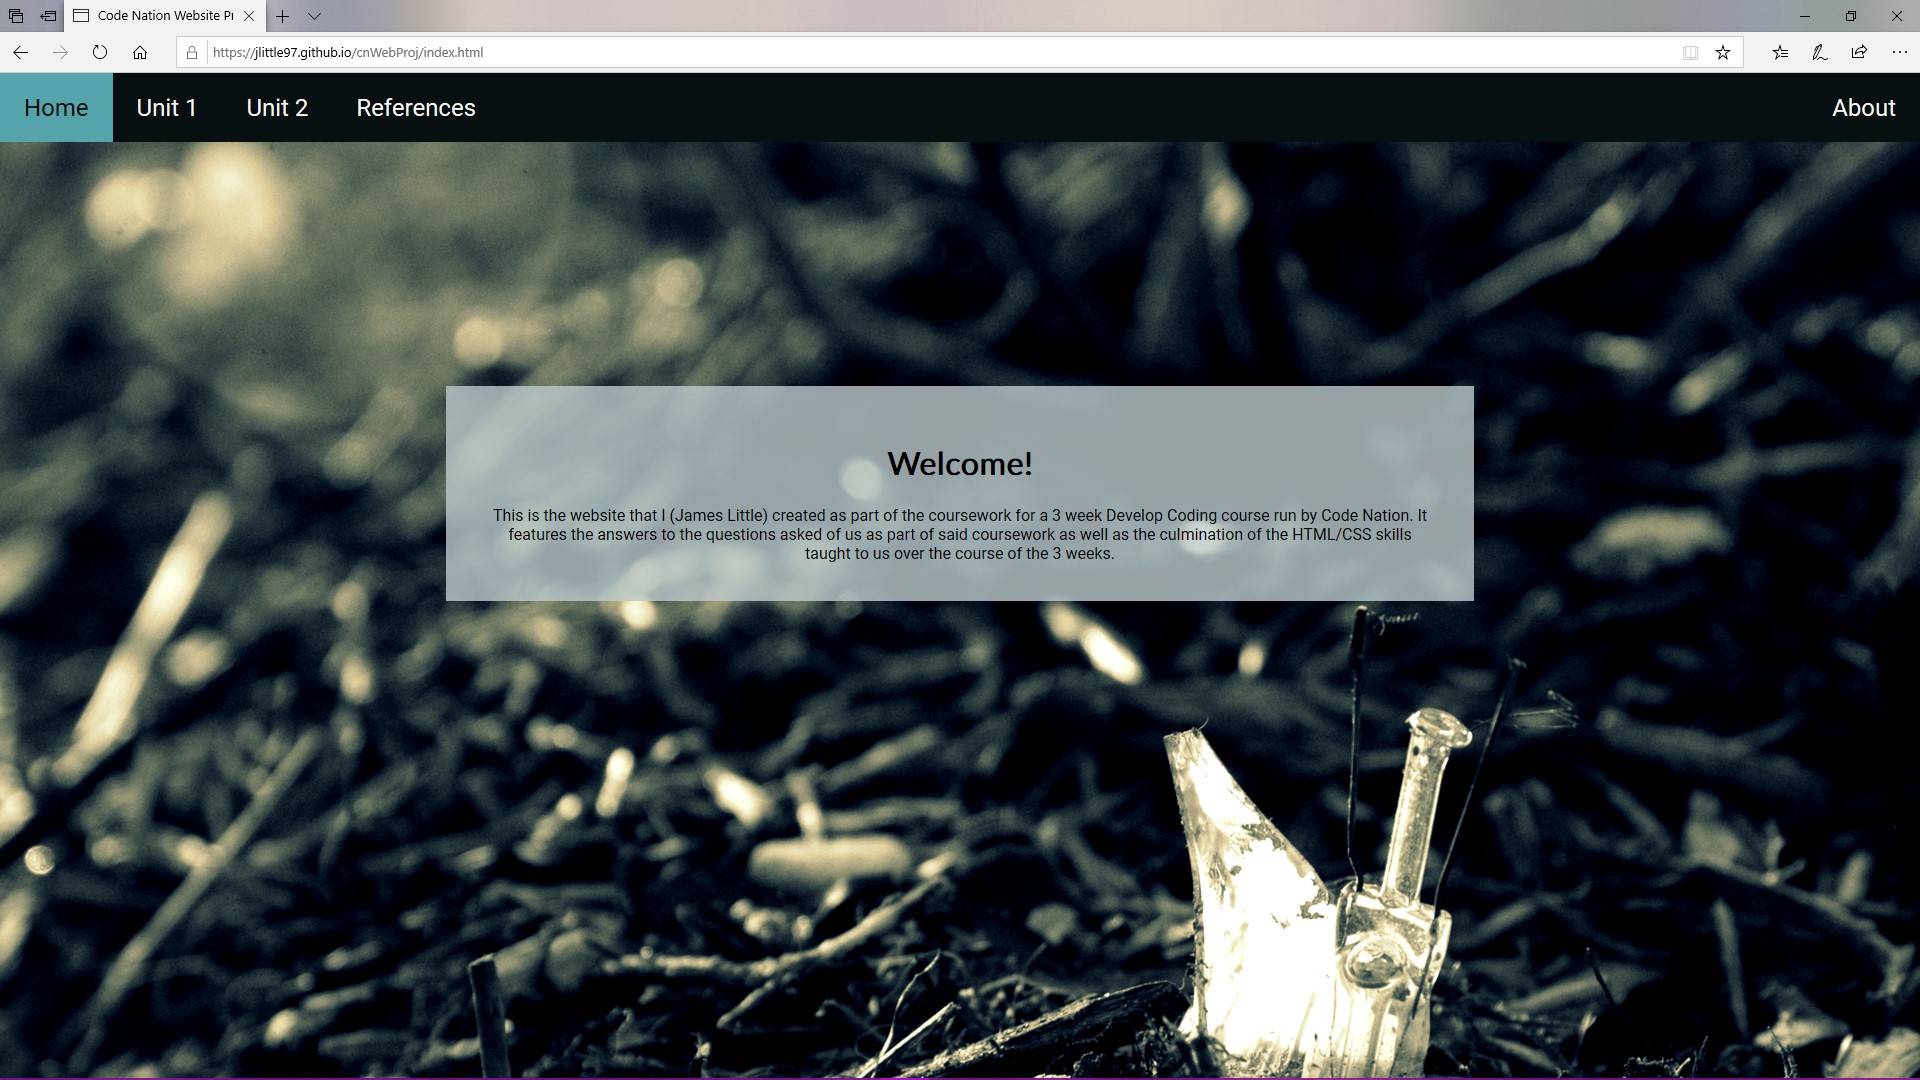 Code Nation Website Pr
https://jlittle97.github.io/cnWebProj/index.html
Home Unit 1 Unit 2 References About
Welcome!
This is the website that I (James Little) created as part of the coursework for a 3 week Develop Coding course run by Code Nation. It
features the answers to the questions asked of us as part of said coursework as well as the culmination of the HTML/CSS skills
taught to us over the course of the 3 weeks.